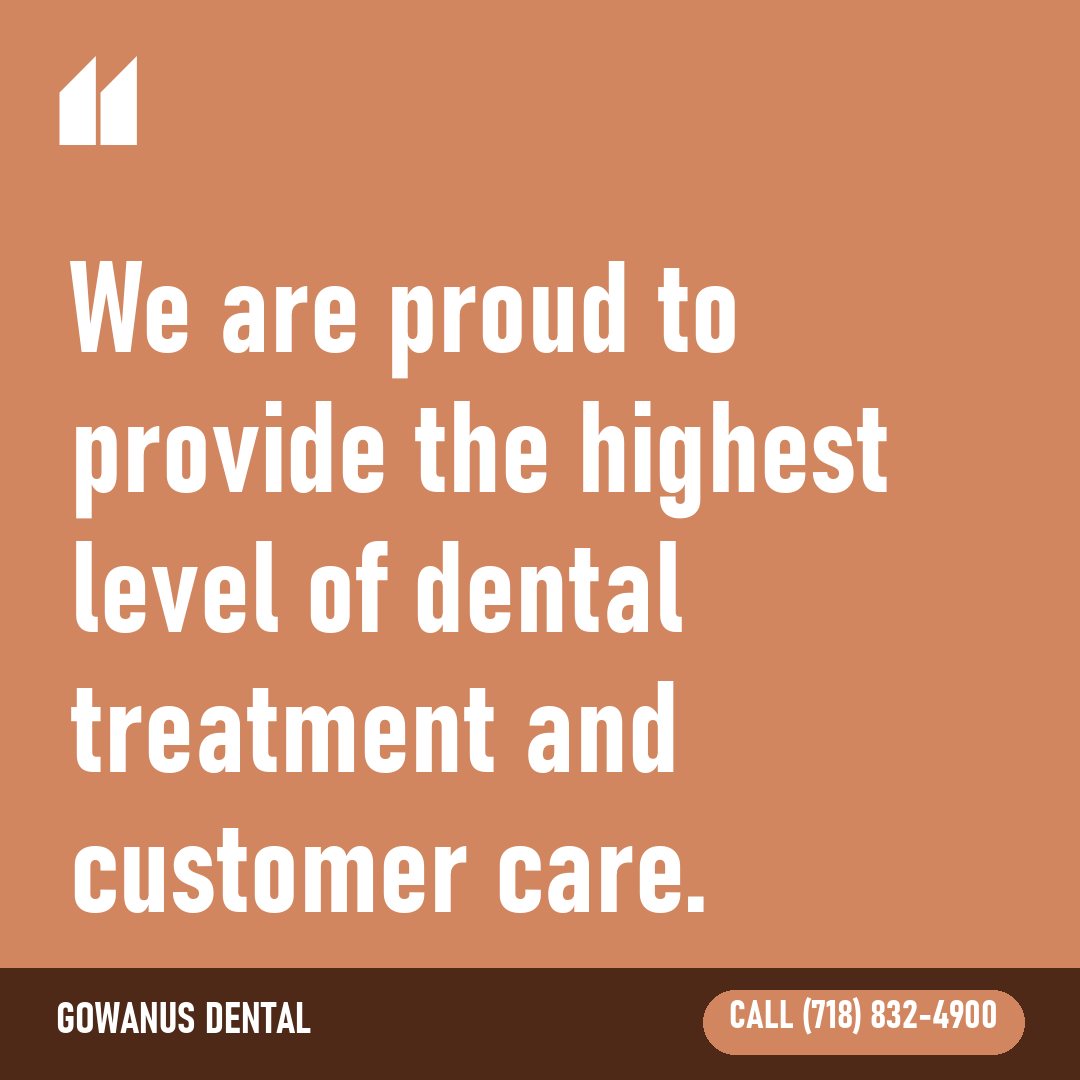 We are proud to
provide the highest
level of dental
treatment and
customer care.
GOWANUS DENTAL
CALL (718) 832-4900